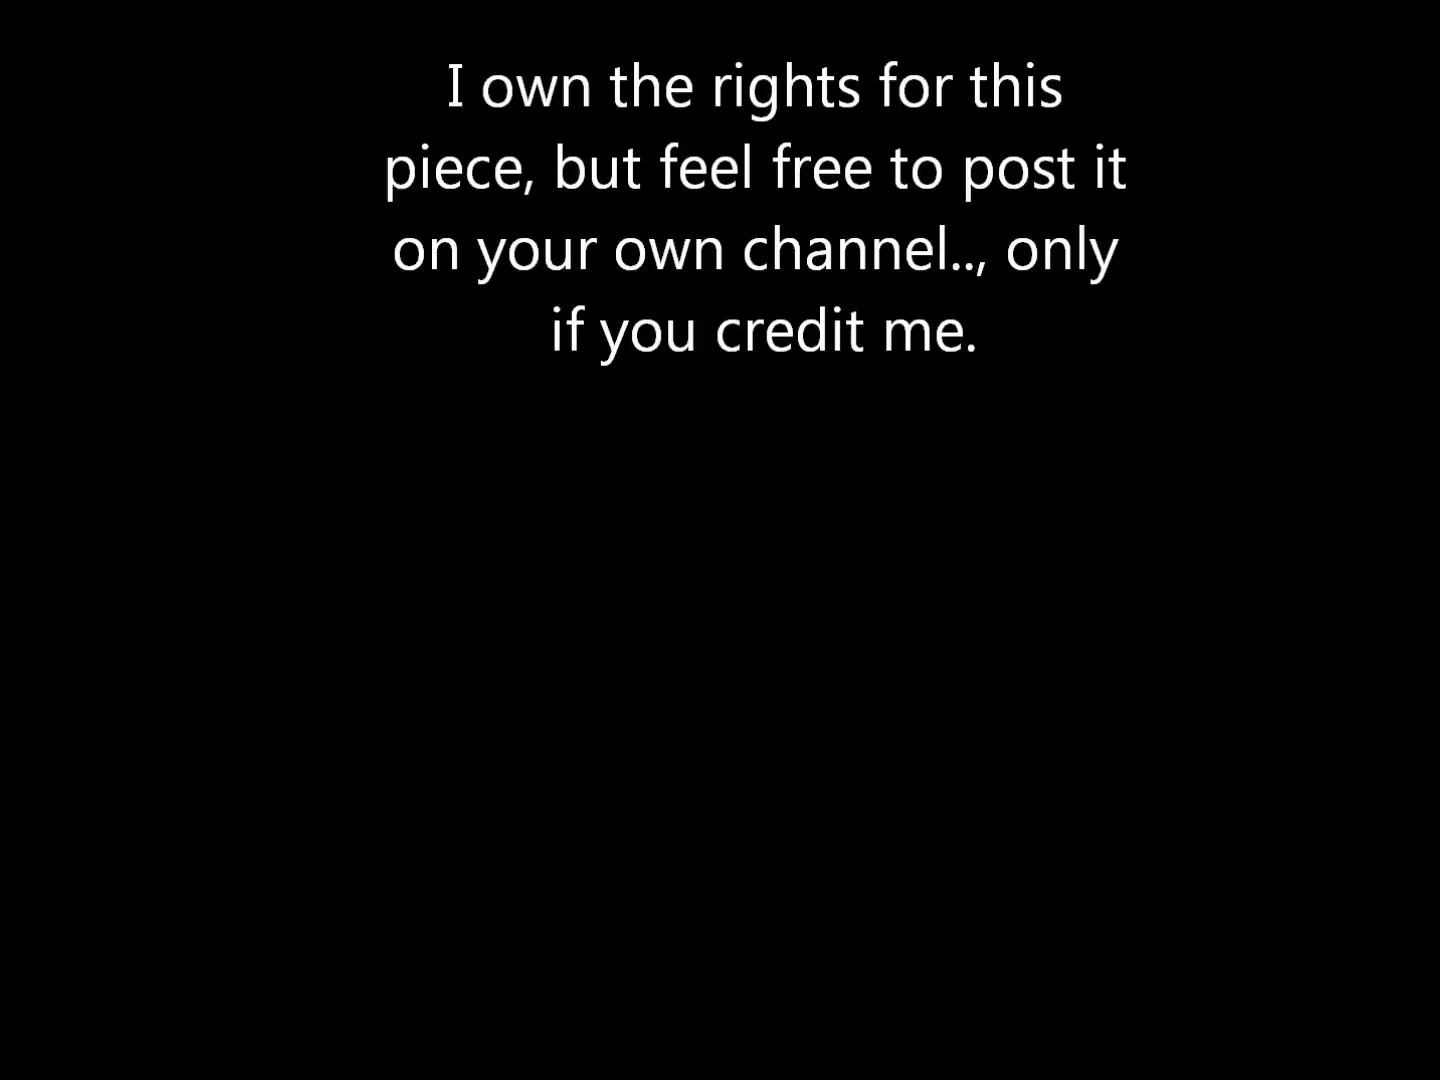 I own the rights for this
piece, but feel free to post it
on your own channel.., only
if you credit me.